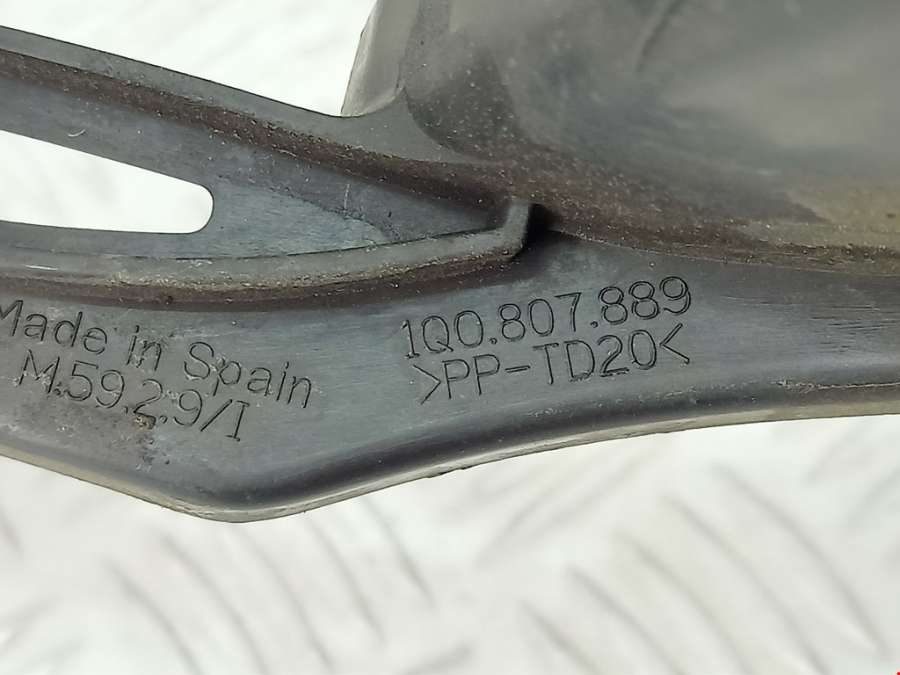 Made in Spain
M.59.2.9/I
1Q0.807.889
>PP-TD20<